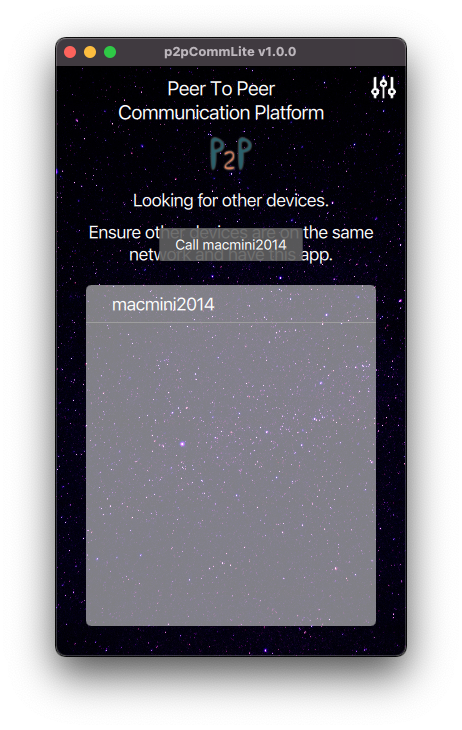 p2pCommLite v1.0.0
Peer To Peer
Communication Platform
P2P
Looking for other devices.
Ensure other devices are on the same
Call macmini2014
network and have this app.
macmini2014